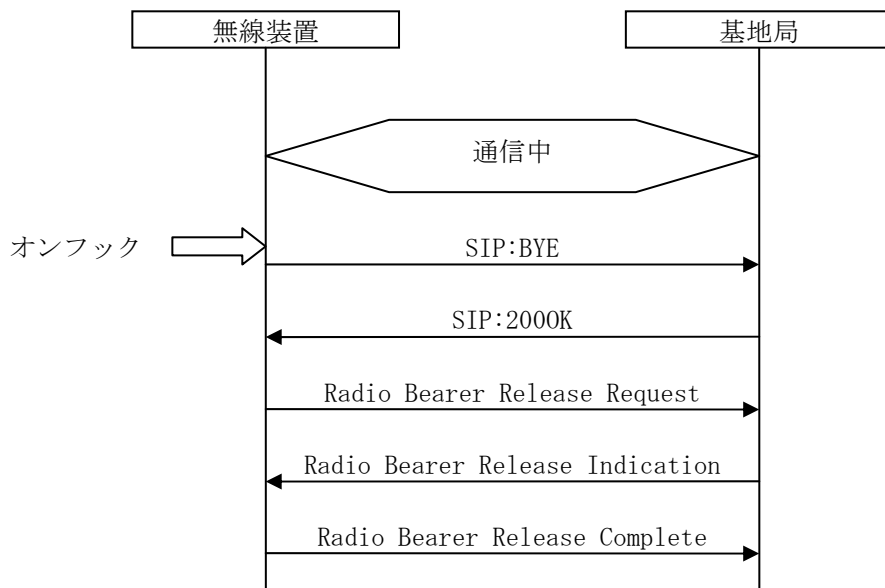 無線装置
基地局
通信中
オンフック
SIP:BYE
SIP:200OK
Radio Bearer Release Request
Radio Bearer Release Indication
Radio Bearer Release Complete